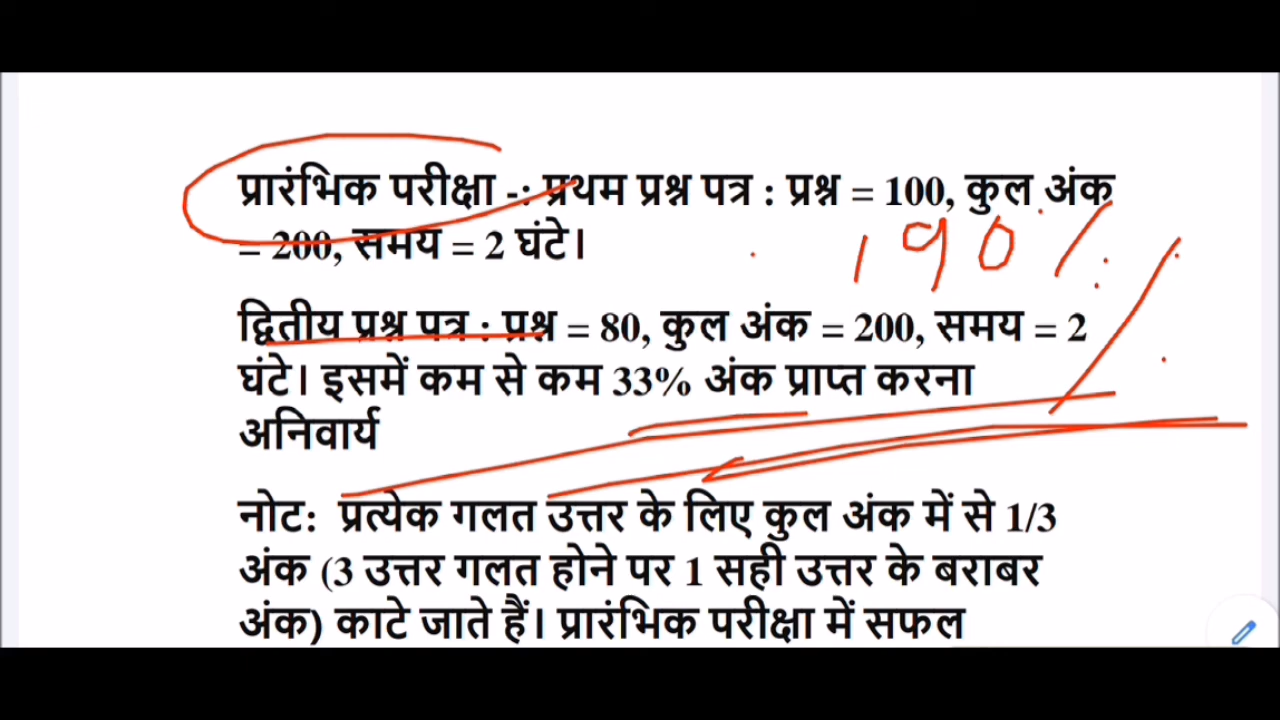 प्रारंभिक परीक्षा -: प्रथम प्रश्न पत्र : प्रश्न = 100, कुल अंक
= 200, समय = 2 घंटे।
190%
द्वितीय प्रश्न पत्र : प्रश्न = 80, कुल अंक = 200, समय = 2
घंटे। इसमें कम से कम 33% अंक प्राप्त करना
अनिवार्य
नोट: प्रत्येक गलत उत्तर के लिए कुल अंक में से 1/3
अंक (3 उत्तर गलत होने पर 1 सही उत्तर के बराबर
अंक) काटे जाते हैं। प्रारंभिक परीक्षा में सफल